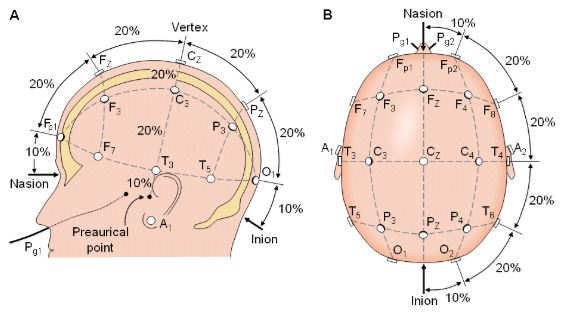 A
20%
Vertex
20%
Fz
Cz
20%
20%
20%
20%
Fp1
F3
C3
P3
Pz
20%
10%
F7
T3
T5
O1
Nasion
10%
10%
A1
Preaurical
point
Inion
Pg1
B
Nasion
10%
Pg1
Pg2
20%
Fp1
Fp2
F7
F3
Fz
F4
F8
20%
A1
T3
C3
Cz
C4
T4
A2
20%
T5
P3
Pz
P4
T6
20%
O1
O2
Inion
10%